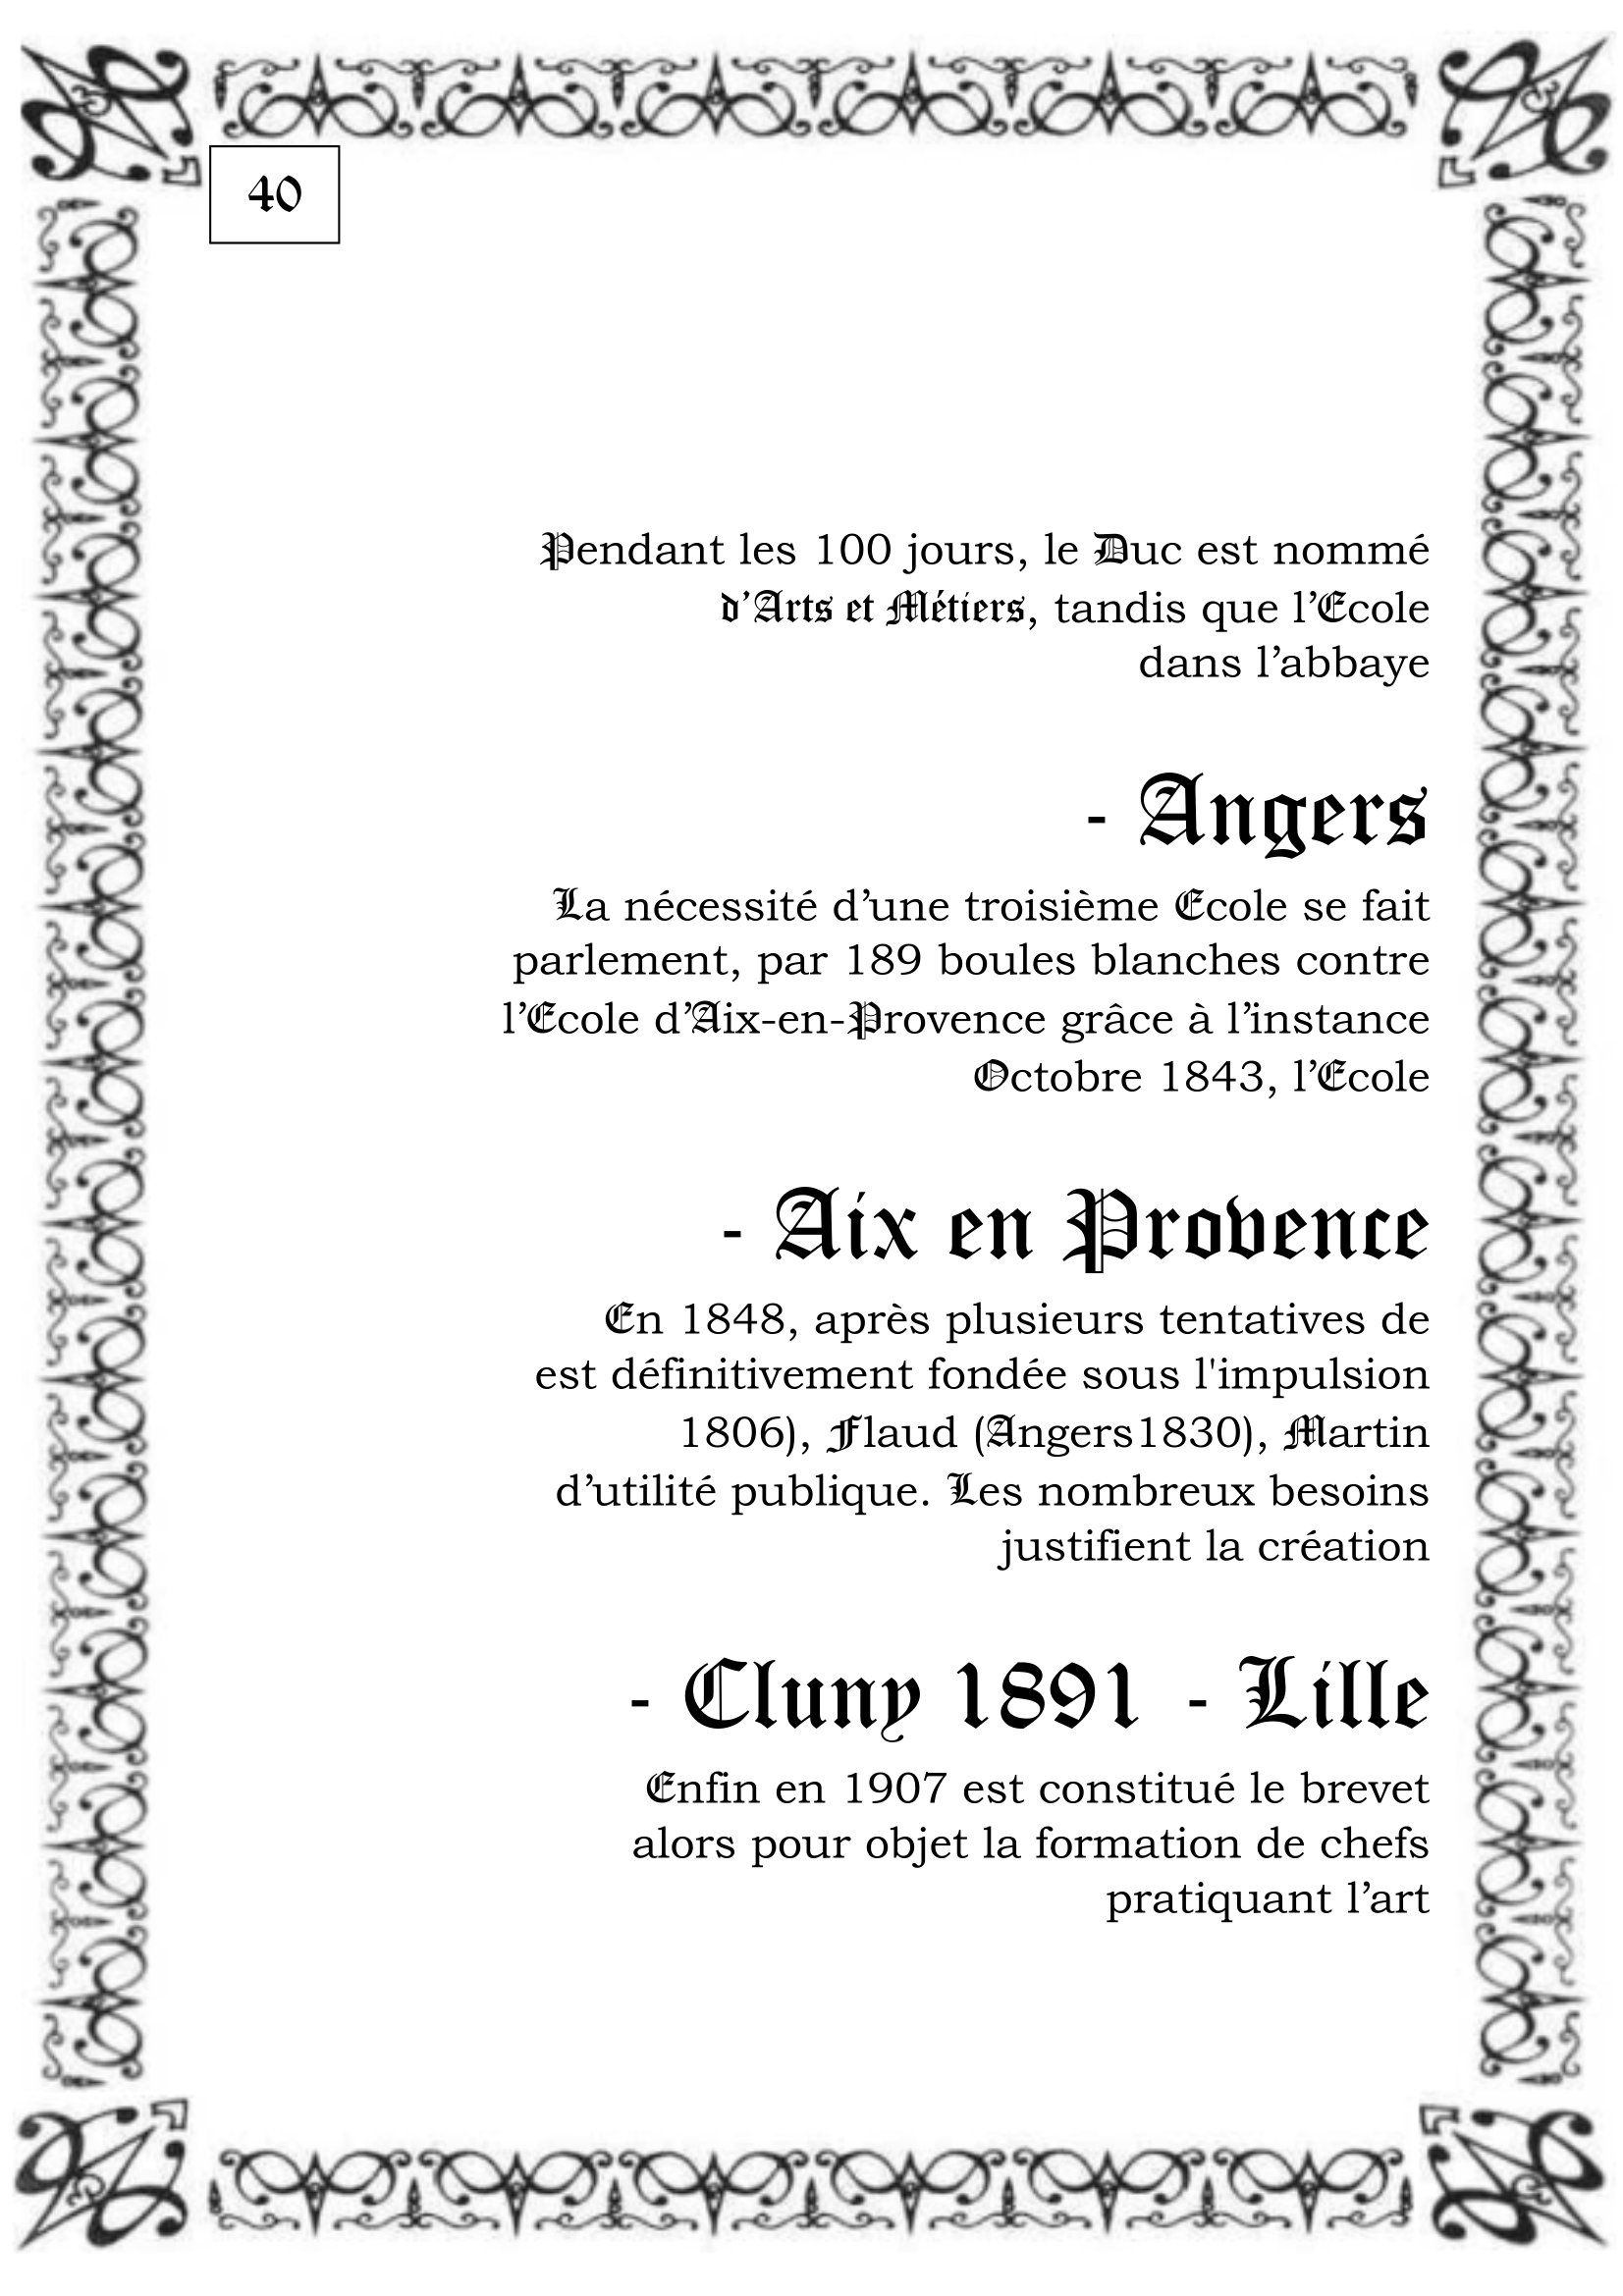 40
Pendant les 100 jours, le Duc est nommé
d’Arts et Métiers, tandis que l’Ecole
dans l’abbaye
- Angers
La nécessité d’une troisième Ecole se fait
parlement, par 189 boules blanches contre
l’Ecole d’Aix-en-Provence grâce à l’instance
Octobre 1843, l’Ecole
- Aix en Provence
En 1848, après plusieurs tentatives de
est définitivement fondée sous l'impulsion
1806), Flaud (Angers1830), Martin
d’utilité publique. Les nombreux besoins
justifient la création
- Cluny 1891 - Lille
Enfin en 1907 est constitué le brevet
alors pour objet la formation de chefs
pratiquant l’art